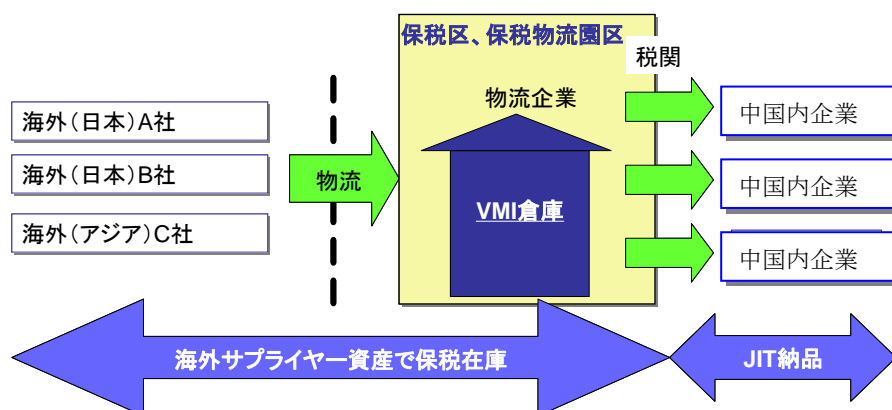 保税区、保税物流園区
税関
物流企業
海外(日本)A社
海外(日本)B社
海外(アジア)C社
物流
VMI倉庫
中国内企業
中国内企業
中国内企業
海外サプライヤー資産で保税在庫
JIT納品